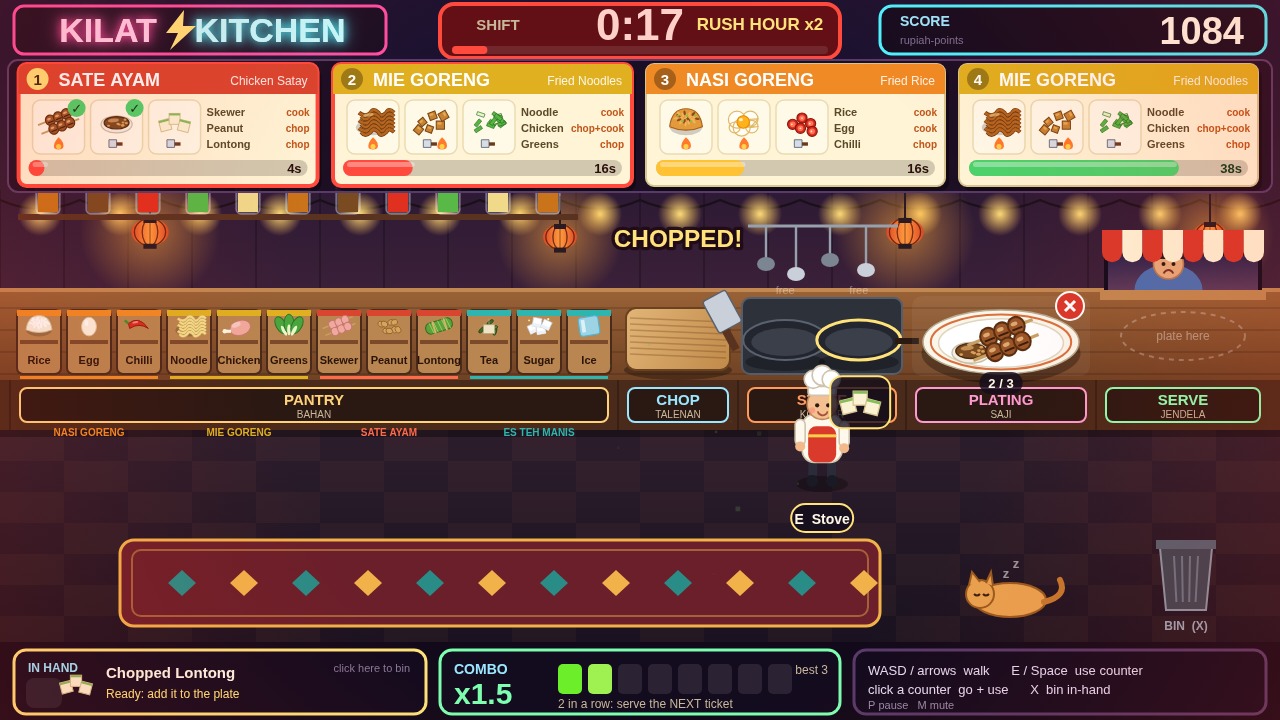 KILAT KITCHEN
SHIFT 0:17 RUSH HOUR x2
SCORE
rupiah-points
1084
1 SATE AYAM Chicken Satay
Skewer cook
Peanut chop
Lontong chop
4s
2 MIE GORENG Fried Noodles
Noodle cook
Chicken chop+cook
Greens chop
16s
3 NASI GORENG Fried Rice
Rice cook
Egg cook
Chilli chop
16s
4 MIE GORENG Fried Noodles
Noodle cook
Chicken chop+cook
Greens chop
38s
CHOPPED!
free free
Rice Egg Chilli Noodle Chicken Greens Skewer Peanut Lontong Tea Sugar Ice
plate here
2 / 3
PANTRY
BAHAN
CHOP
TALENAN
PLATING
SAJI
SERVE
JENDELA
NASI GORENG MIE GORENG SATE AYAM ES TEH MANIS
E Stove
z
z
BIN (X)
IN HAND
Chopped Lontong
Ready: add it to the plate
click here to bin
COMBO
x1.5
best 3
2 in a row: serve the NEXT ticket
WASD / arrows walk E / Space use counter
click a counter go + use X bin in-hand
P pause M mute